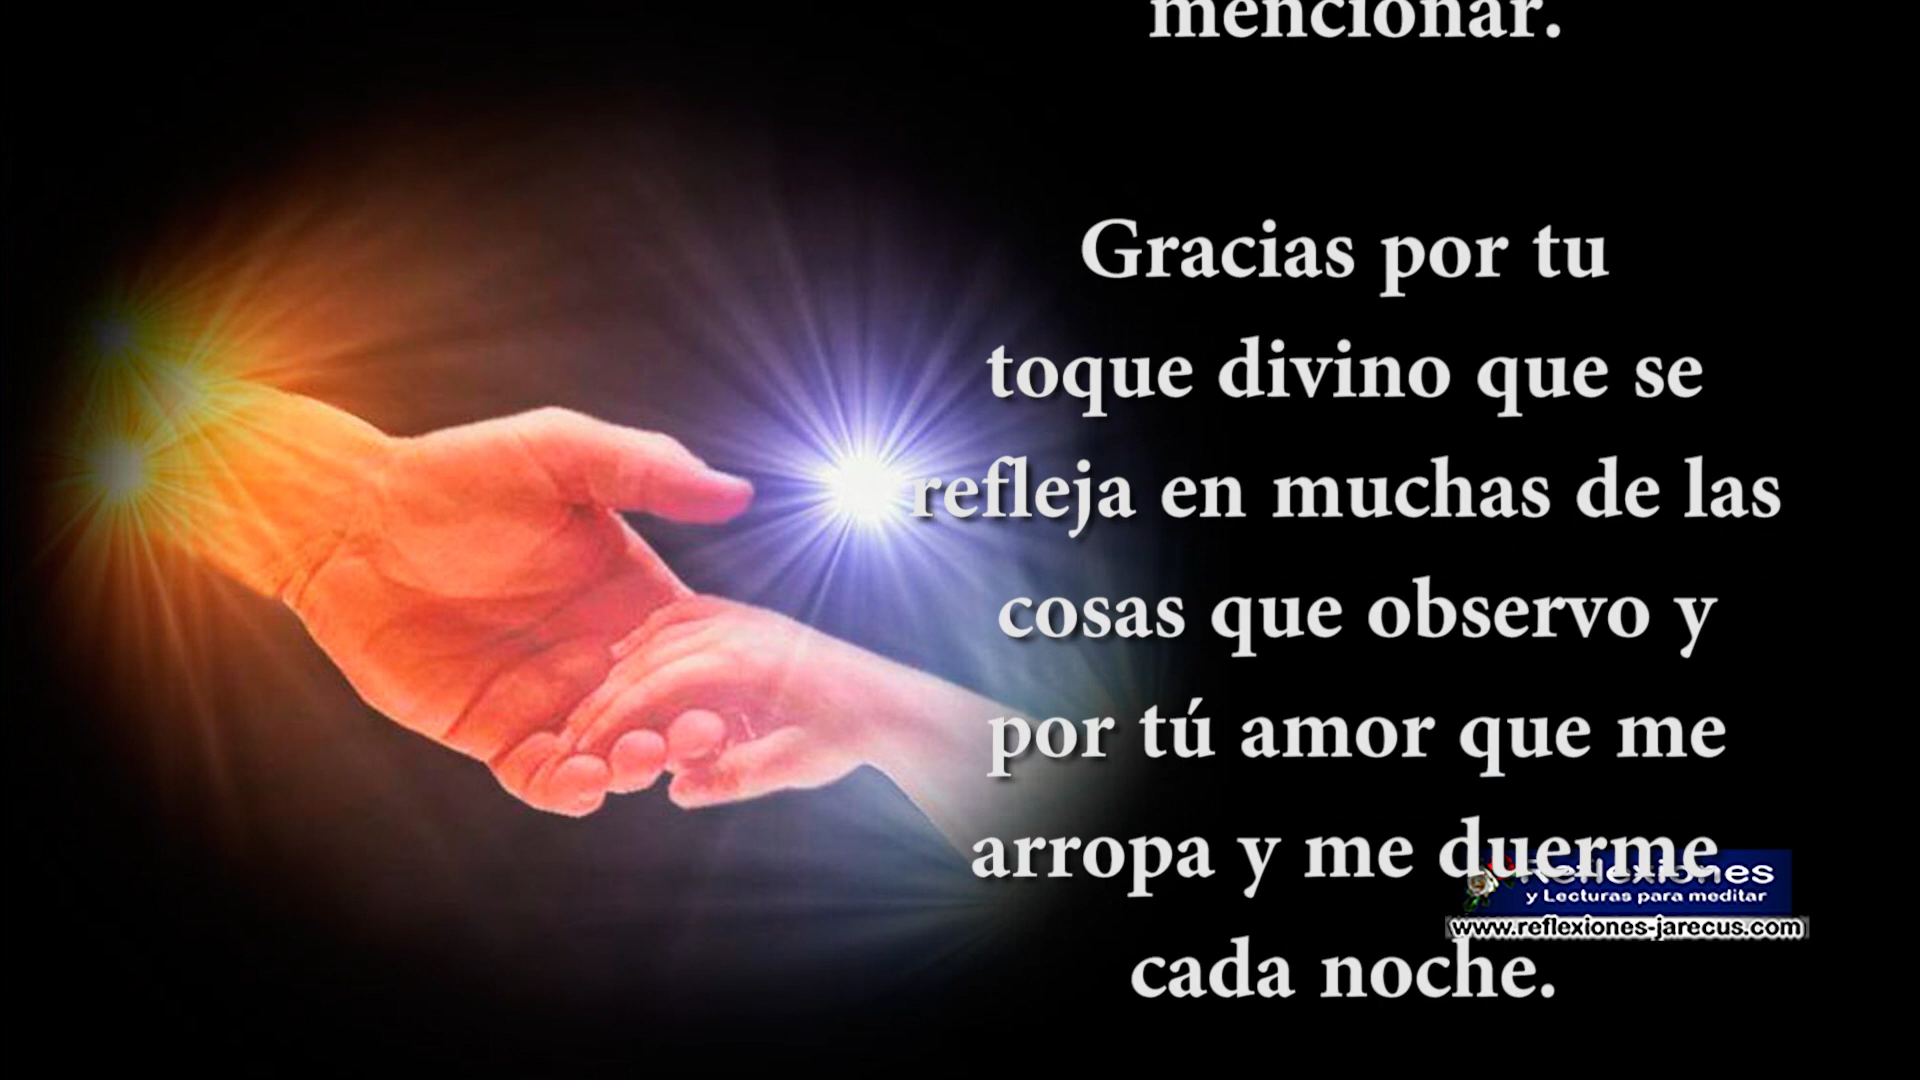 mencionar.
Gracias por tu
toque divino que se
refleja en muchas de las
cosas que observo y
por tú amor que me
arropa y me duerme
cada noche.
Reflexiones
y Lecturas para meditar
www.reflexiones-jarecus.com